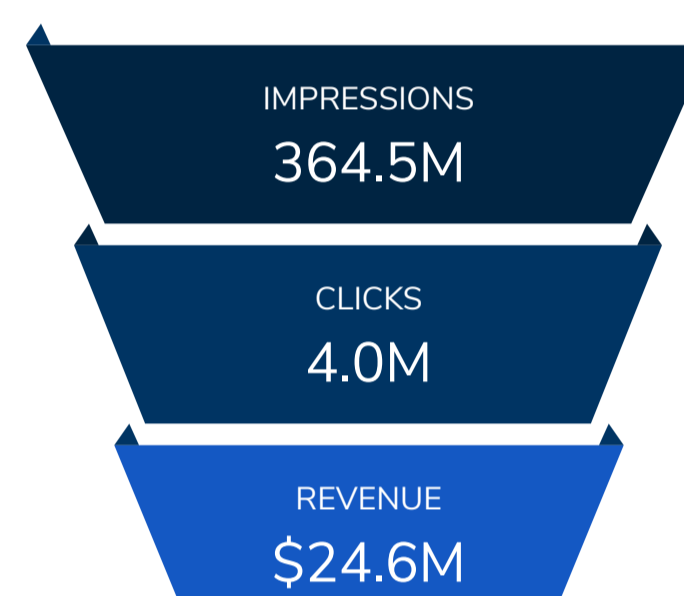 IMPRESSIONS
364.5M
CLICKS
4.0M
REVENUE
$24.6M